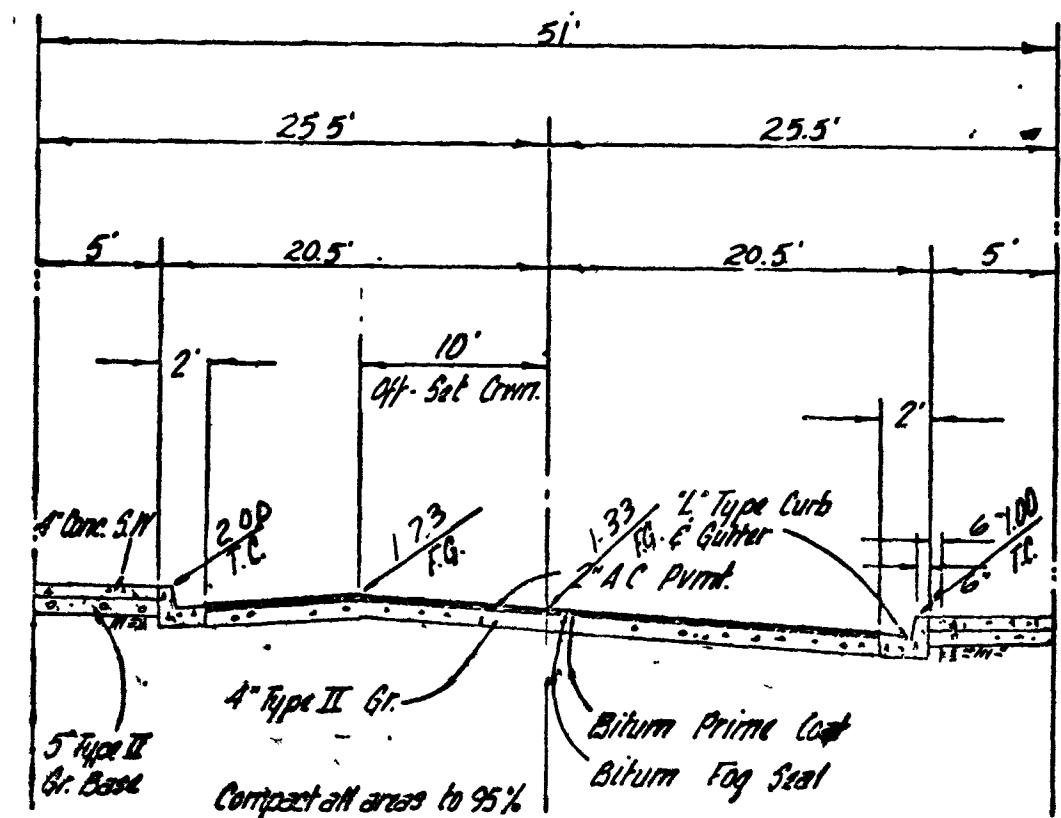 51'
25 5'
25.5'
5'
20.5'
20.5'
5'
2'
10'
Off-Set Crwn.
2'
4" Conc. S.W
2.00
T.C.
1 7.3
F.G.
1.33
F.G.
"L" Type Curb
& Gutter
2" A C Pvmt.
6"
6"
1.00
T.C.
4" Type II Gr.
5" Type II
Gr. Base
Bitum Prime Coat
Bitum Fog Seal
Compact all areas to 95%